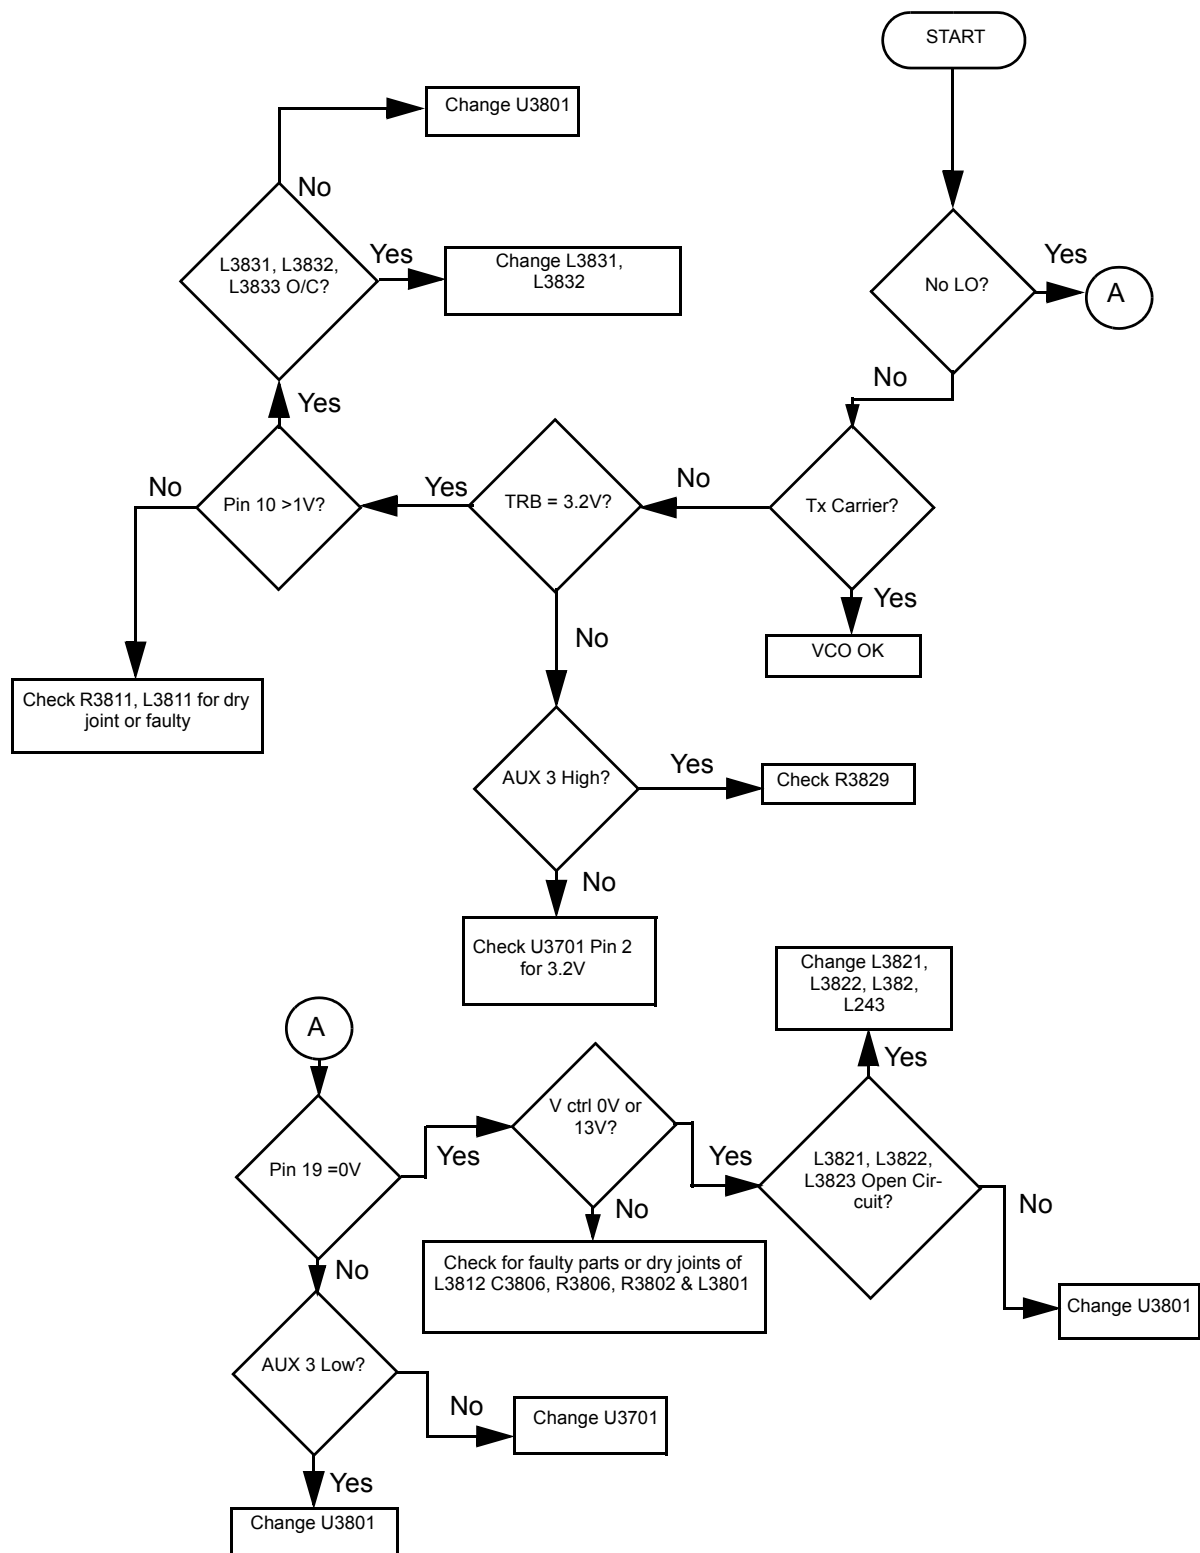 START
Change U3801
No
L3831, L3832,
L3833 O/C?
Yes
Change L3831,
L3832
No LO?
Yes
A
No
Yes
Pin 10 >1V?
No
Yes
TRB = 3.2V?
No
Tx Carrier?
Yes
VCO OK
Check R3811, L3811 for dry
joint or faulty
No
AUX 3 High?
Yes
Check R3829
No
Check U3701 Pin 2
for 3.2V
A
Pin 19 =0V
Yes
V ctrl 0V or
13V?
Yes
Change L3821,
L3822, L382,
L243
Yes
L3821, L3822,
L3823 Open Cir-
cuit?
No
Change U3801
No
Check for faulty parts or dry joints of
L3812 C3806, R3806, R3802 & L3801
No
AUX 3 Low?
No
Change U3701
Yes
Change U3801